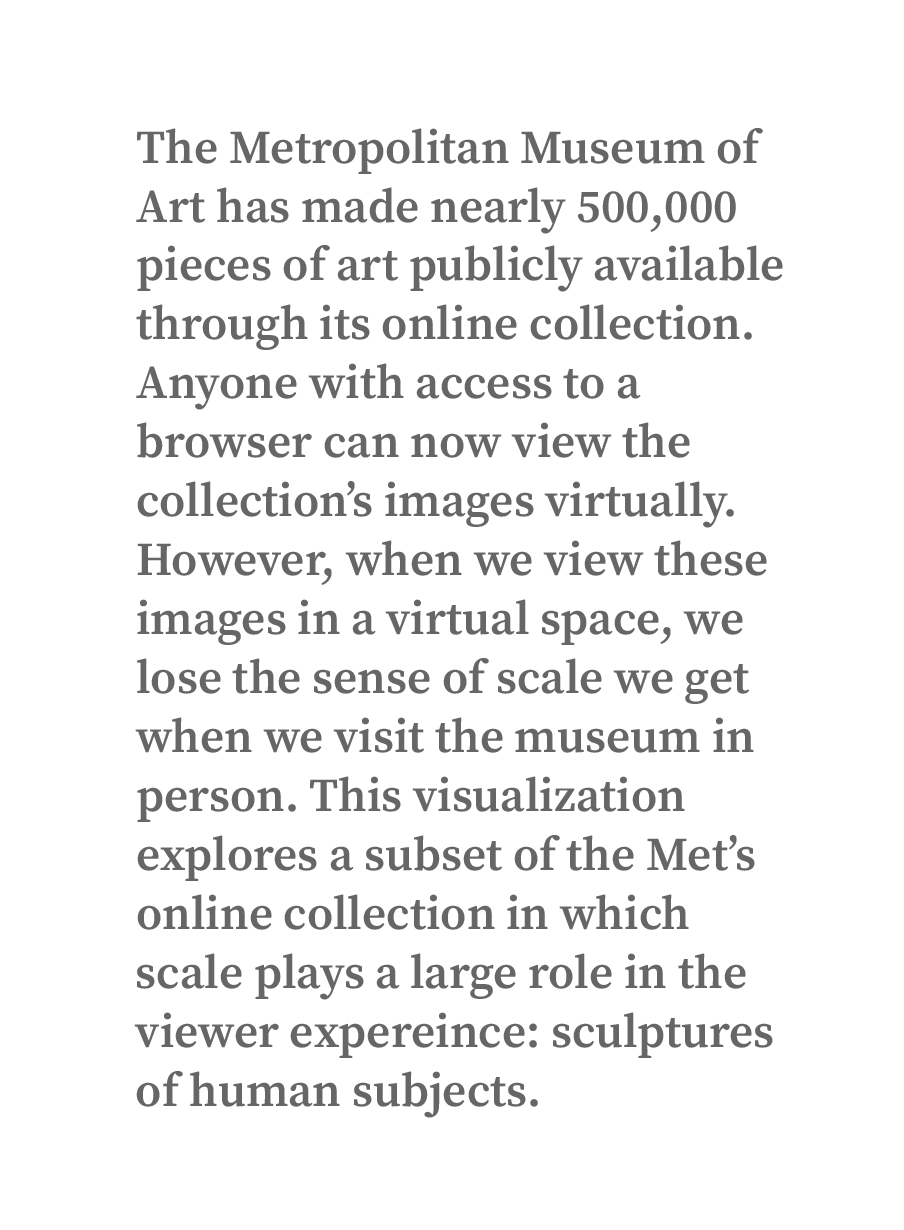 The Metropolitan Museum of
Art has made nearly 500,000
pieces of art publicly available
through its online collection.
Anyone with access to a
browser can now view the
collection’s images virtually.
However, when we view these
images in a virtual space, we
lose the sense of scale we get
when we visit the museum in
person. This visualization
explores a subset of the Met’s
online collection in which
scale plays a large role in the
viewer expereince: sculptures
of human subjects.